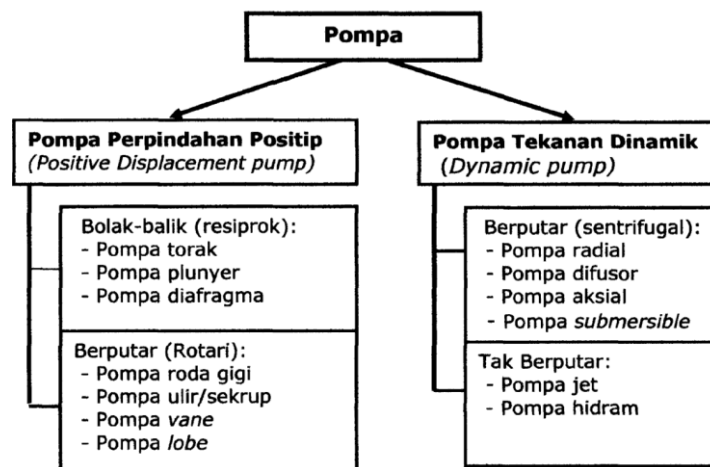 Pompa
Pompa Perpindahan Positip
(Positive Displacement pump)
Bolak-balik (resiprok):
- Pompa torak
- Pompa plunyer
- Pompa diafragma
Berputar (Rotari):
- Pompa roda gigi
- Pompa ulir/sekrup
- Pompa vane
- Pompa lobe
Pompa Tekanan Dinamik
(Dynamic pump)
Berputar (sentrifugal):
- Pompa radial
- Pompa difusor
- Pompa aksial
- Pompa submersible
Tak Berputar:
- Pompa jet
- Pompa hidram